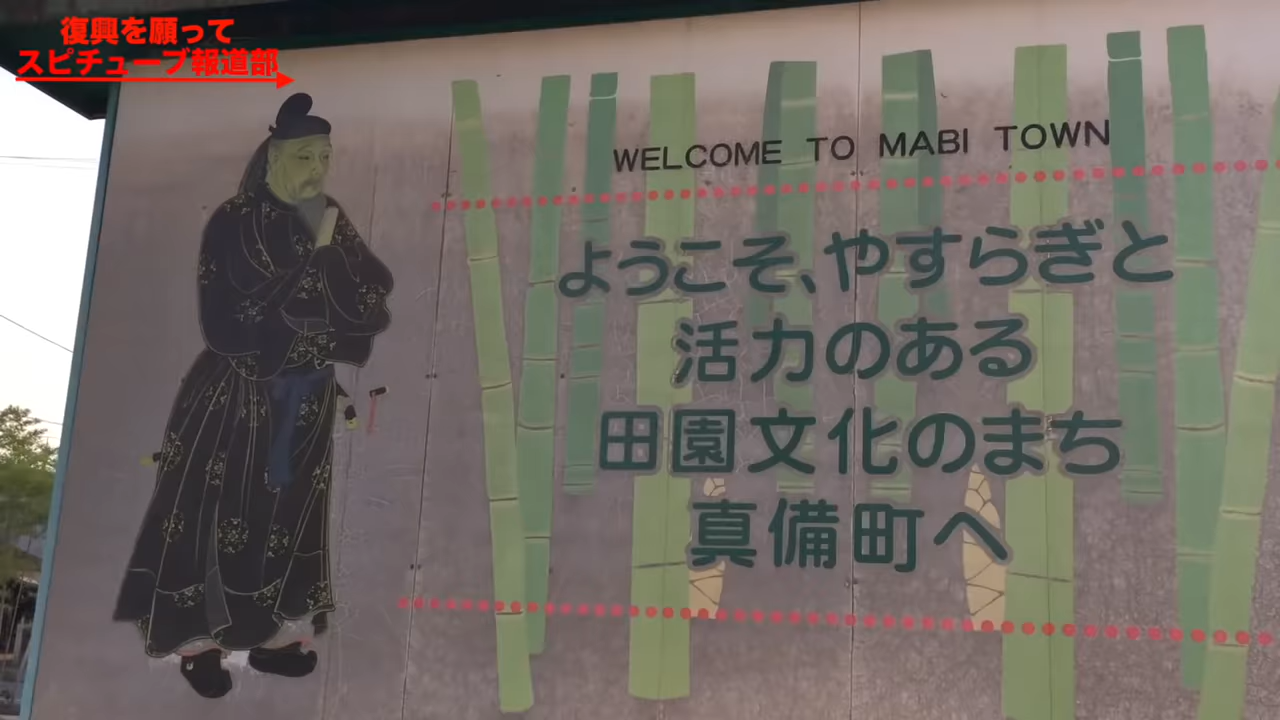 復興を願って
スピチューブ報道部
WELCOME TO MABI TOWN
ようこそ、やすらぎと
活力のある
田園文化のまち
真備町へ